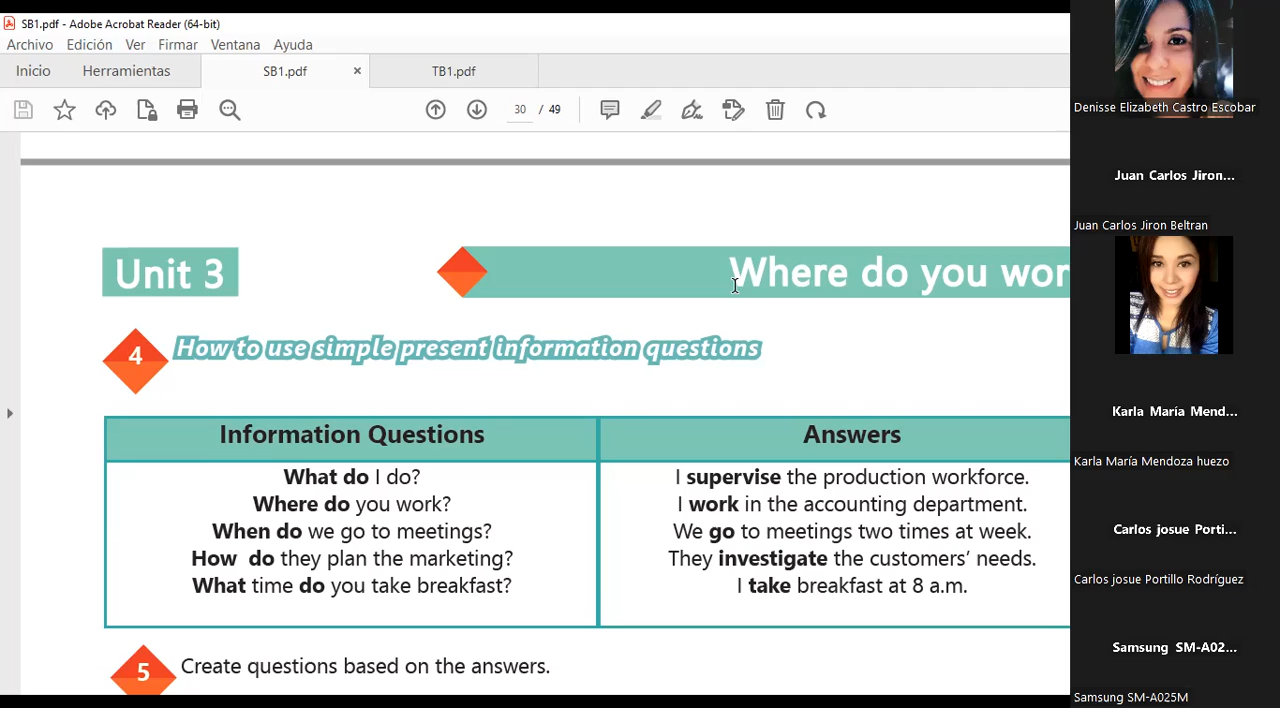 SB1.pdf - Adobe Acrobat Reader (64-bit)
Archivo Edición Ver Firmar Ventana Ayuda
Inicio Herramientas SB1.pdf × TB1.pdf
30 / 49
Unit 3
Where do you wor
4 How to use simple present information questions
Information Questions Answers
What do I do? I supervise the production workforce.
Where do you work? I work in the accounting department.
When do we go to meetings? We go to meetings two times at week.
How do they plan the marketing? They investigate the customers’ needs.
What time do you take breakfast? I take breakfast at 8 a.m.
5 Create questions based on the answers.
Denisse Elizabeth Castro Escobar
Juan Carlos Jiron...
Juan Carlos Jiron Beltran
Karla María Mend...
Karla María Mendoza huezo
Carlos josue Porti...
Carlos josue Portillo Rodríguez
Samsung SM-A02...
Samsung SM-A025M